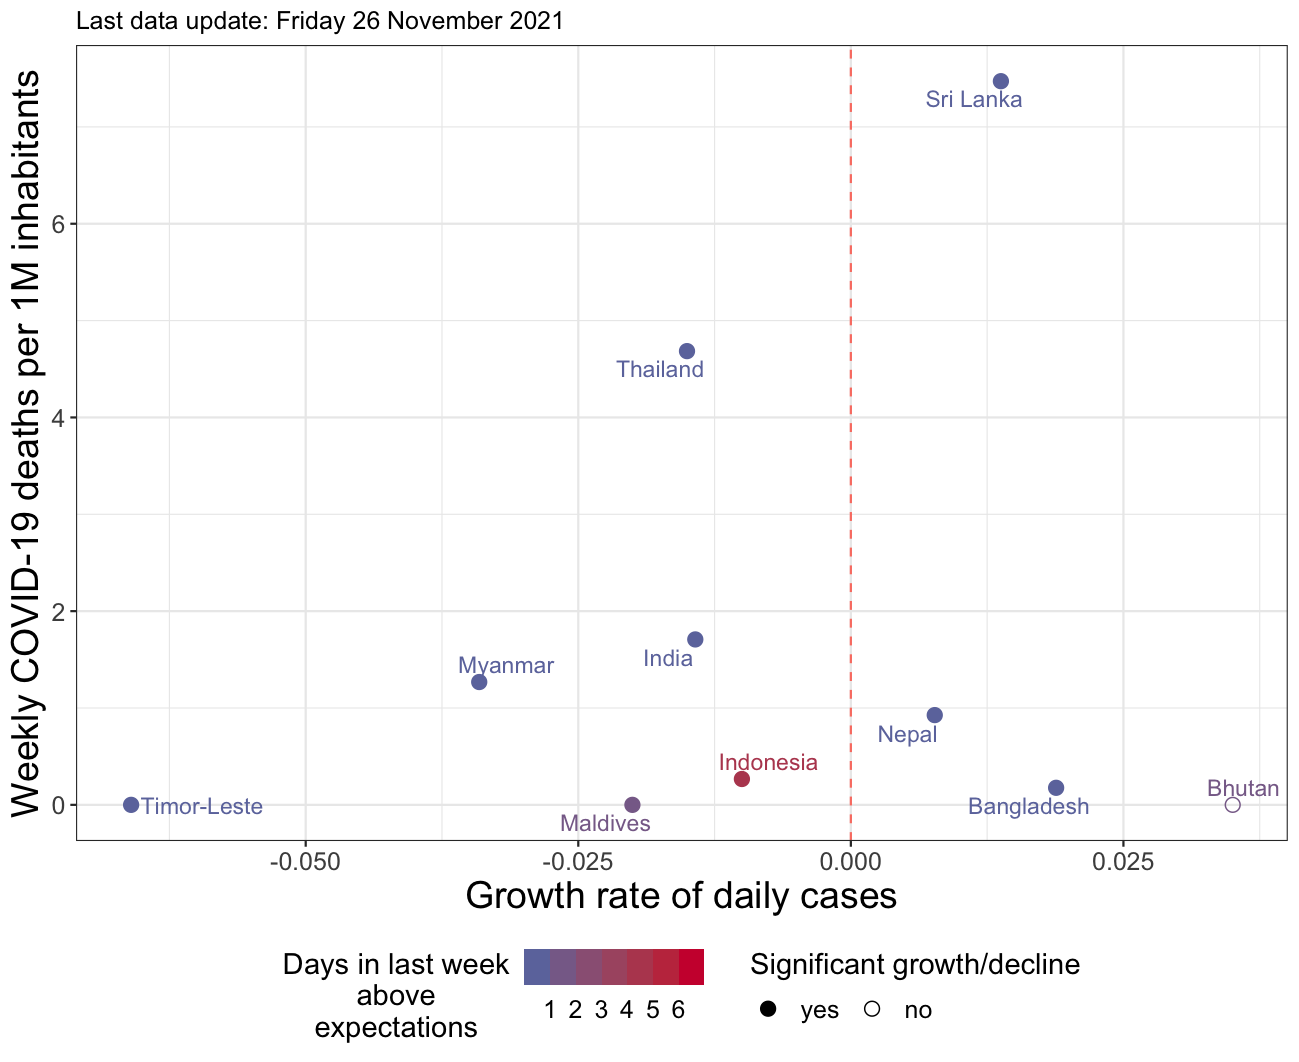 Last data update: Friday 26 November 2021
Weekly COVID-19 deaths per 1M inhabitants
6
4
2
0
Sri Lanka
Thailand
India
Myanmar
Nepal
Indonesia
Bhutan
Timor-Leste
Bangladesh
Maldives
-0.050 -0.025 0.000 0.025
Growth rate of daily cases
Days in last week
above
expectations
1 2 3 4 5 6
Significant growth/decline
yes no